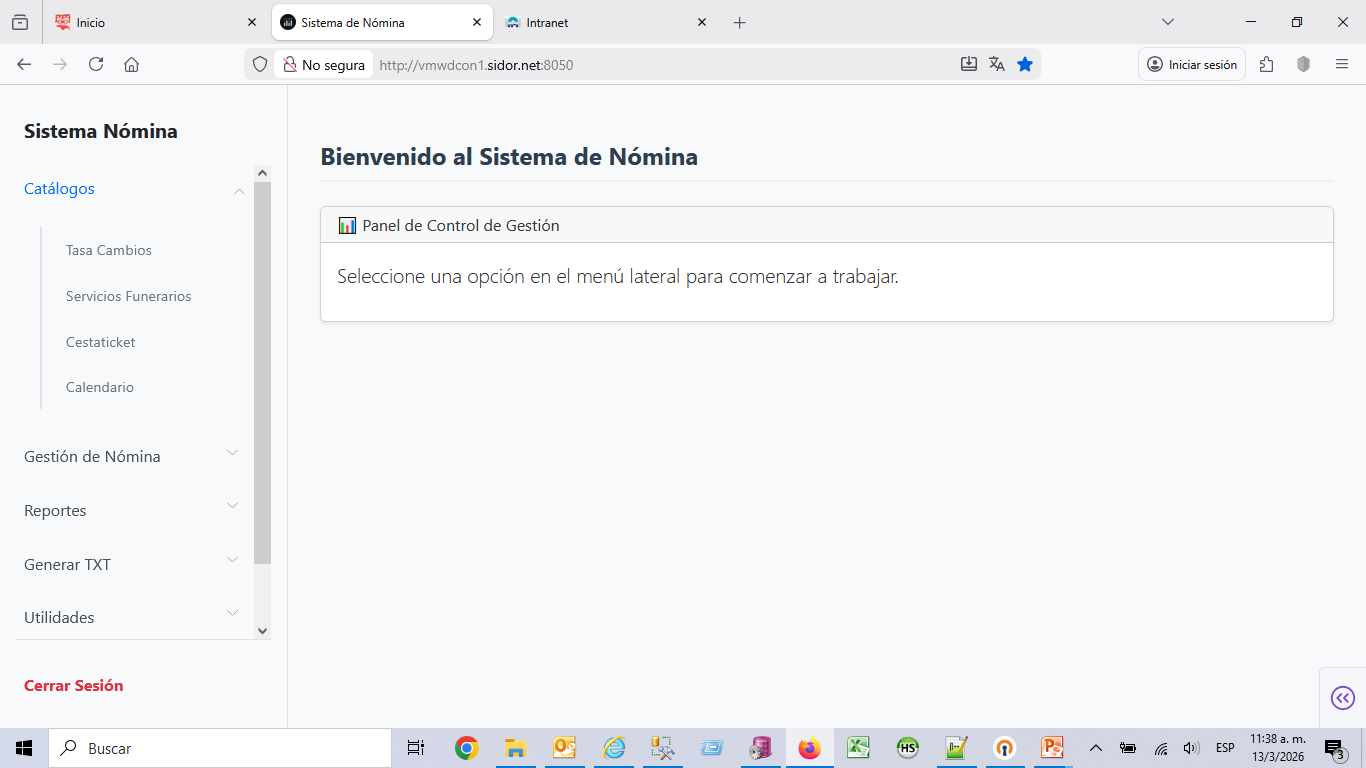 Inicio
Sistema de Nómina
Intranet
No segura
http://vmwdcon1.sidor.net:8050
Iniciar sesión
Sistema Nómina
Catálogos
Tasa Cambios
Servicios Funerarios
Cestaticket
Calendario
Gestión de Nómina
Reportes
Generar TXT
Utilidades
Cerrar Sesión
Bienvenido al Sistema de Nómina
Panel de Control de Gestión
Seleccione una opción en el menú lateral para comenzar a trabajar.
Buscar
HS
ESP
11:38 a. m.
13/3/2026
3